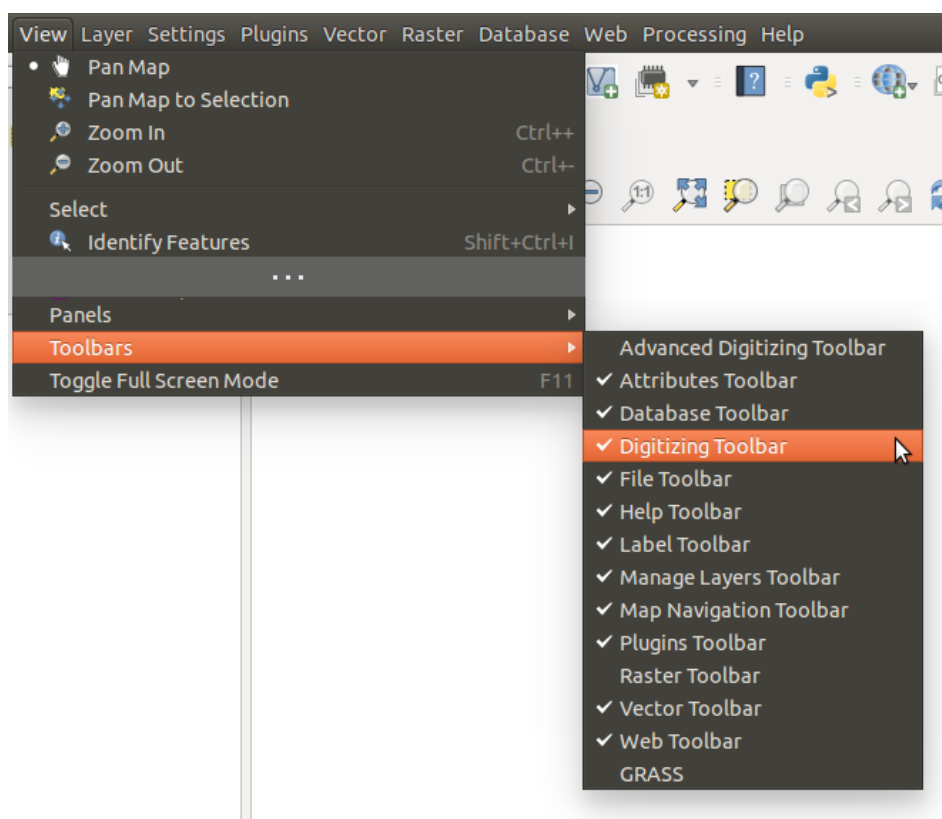 View Layer Settings Plugins Vector Raster Database Web Processing Help
Pan Map
Pan Map to Selection
Zoom In Ctrl++
Zoom Out Ctrl+-
Select
Identify Features Shift+Ctrl+I
...
Panels
Toolbars
Toggle Full Screen Mode F11
Advanced Digitizing Toolbar
Attributes Toolbar
Database Toolbar
Digitizing Toolbar
File Toolbar
Help Toolbar
Label Toolbar
Manage Layers Toolbar
Map Navigation Toolbar
Plugins Toolbar
Raster Toolbar
Vector Toolbar
Web Toolbar
GRASS
?
1:1